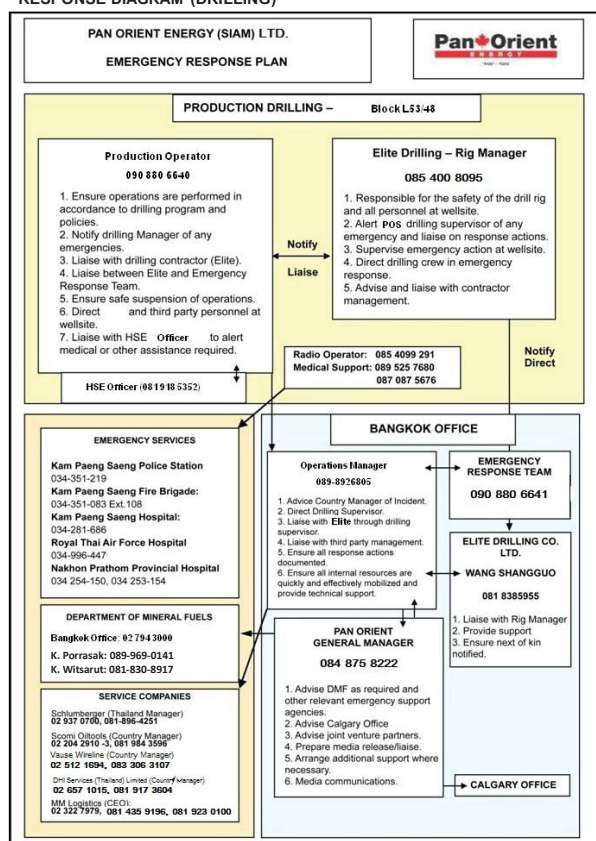 RESPONSE DIAGRAM (DRILLING)
PAN ORIENT ENERGY (SIAM) LTD.
EMERGENCY RESPONSE PLAN
Pan Orient
ENERGY
PRODUCTION DRILLING – Block L53/48
Production Operator
090 880 6640
1. Ensure operations are performed in
accordance to drilling program and
policies.
2. Notify drilling Manager of any
emergencies.
3. Liaise with drilling contractor (Elite).
4. Liaise between Elite and Emergency
Response Team.
5. Ensure safe suspension of operations.
6. Direct and third party personnel at
wellsite.
7. Liaise with HSE Officer to alert
medical or other assistance required.
HSE Officer (0819185352)
Notify
Liaise
Elite Drilling – Rig Manager
085 400 8095
1. Responsible for the safety of the drill rig
and all personnel at wellsite.
2. Alert POS drilling supervisor of any
emergency and liaise on response actions.
3. Supervise emergency action at wellsite.
4. Direct drilling crew in emergency
response.
5. Advise and liaise with contractor
management.
Radio Operator: 085 4099 291
Medical Support: 089 525 7680
087 087 5676
Notify
Direct
EMERGENCY SERVICES
Kam Paeng Saeng Police Station
034-351-219
Kam Paeng Saeng Fire Brigade:
034-351-083 Ext.108
Kam Paeng Saeng Hospital:
034-281-686
Royal Thai Air Force Hospital
034-996-447
Nakhon Prathom Provincial Hospital
034 254-150, 034 253-154
DEPARTMENT OF MINERAL FUELS
Bangkok Office: 02 794 3000
K. Porrasak: 089-969-0141
K. Witsarut: 081-830-8917
SERVICE COMPANIES
Schlumberger (Thailand Manager)
02 937 0700, 081-896-4251
Scomi Oiltools (Country Manager)
02 204 2910 -3, 081 984 3596
Vause Wireline (Country Manager)
02 512 1694, 083 306 3107
DHI Services (Thailand) Limited (Country Manager)
02 657 1015, 081 917 3604
MM Logistics (CEO):
02 322 7979, 081 435 9196, 081 923 0100
BANGKOK OFFICE
Operations Manager
089-8926805
1. Advice Country Manager of Incident.
2. Direct Drilling Supervisor.
3. Liaise with Elite through drilling
supervisor.
4. Liaise with third party management.
5. Ensure all response actions
documented.
6. Ensure all internal resources are
quickly and effectively mobilized and
provide technical support.
EMERGENCY
RESPONSE TEAM
090 880 6641
ELITE DRILLING CO.
LTD.
WANG SHANGGUO
081 8385955
1. Liaise with Rig Manager
2. Provide support
3. Ensure next of kin
notified.
PAN ORIENT
GENERAL MANAGER
084 875 8222
1. Advise DMF as required and
other relevant emergency support
agencies.
2. Advise Calgary Office
3. Advise joint venture partners.
4. Prepare media release/liaise.
5. Arrange additional support where
necessary.
6. Media communications.
CALGARY OFFICE